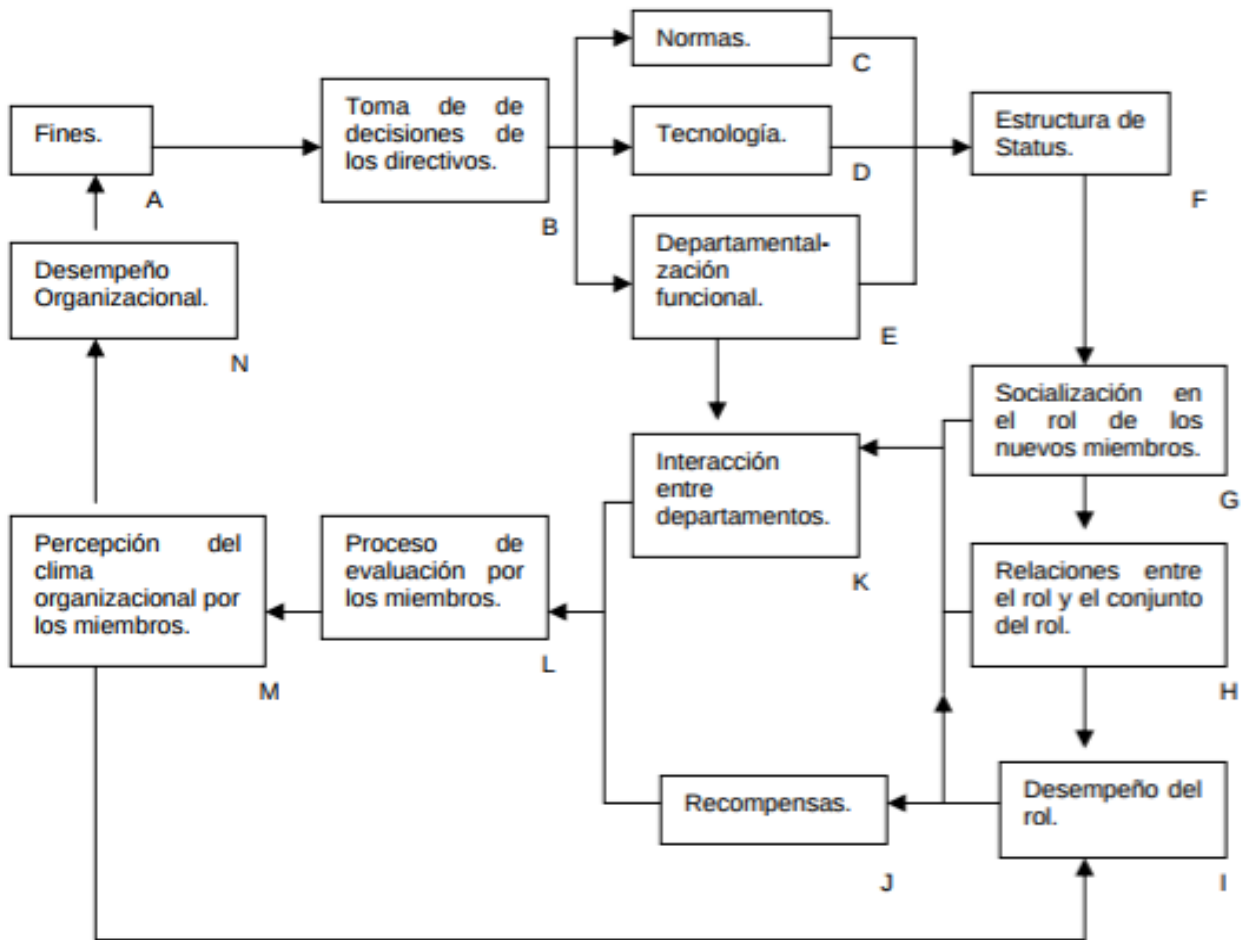 Normas.
C
Fines.
A
Toma de de
decisiones de
los directivos.
B
Tecnología.
D
Estructura de
Status.
F
Departamental-
zación
funcional.
E
Desempeño
Organizacional.
N
Socialización en
el rol de los
nuevos miembros.
G
Interacción
entre
departamentos.
K
Percepción del
clima
organizacional por
los miembros.
M
Proceso de
evaluación por
los miembros.
L
Relaciones entre
el rol y el conjunto
del rol.
H
Recompensas.
J
Desempeño del
rol.
I